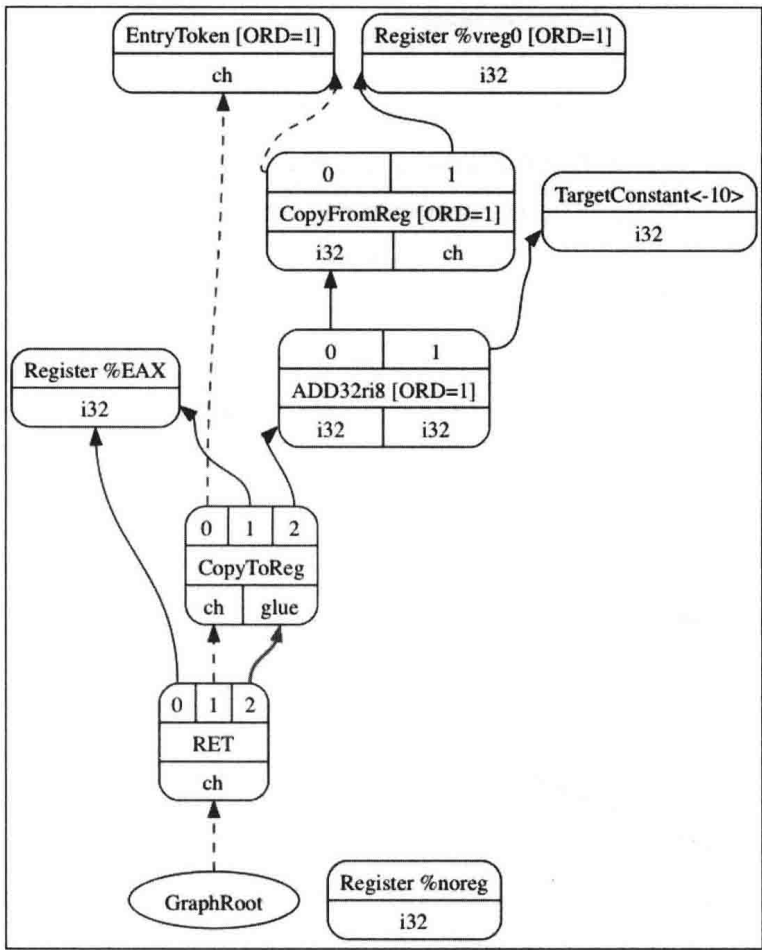 EntryToken [ORD=1]
ch
Register %vreg0 [ORD=1]
i32
0 1
CopyFromReg [ORD=1]
i32 ch
TargetConstant<-10>
i32
0 1
ADD32ri8 [ORD=1]
i32 i32
Register %EAX
i32
0 1 2
CopyToReg
ch glue
0 1 2
RET
ch
GraphRoot
Register %noreg
i32